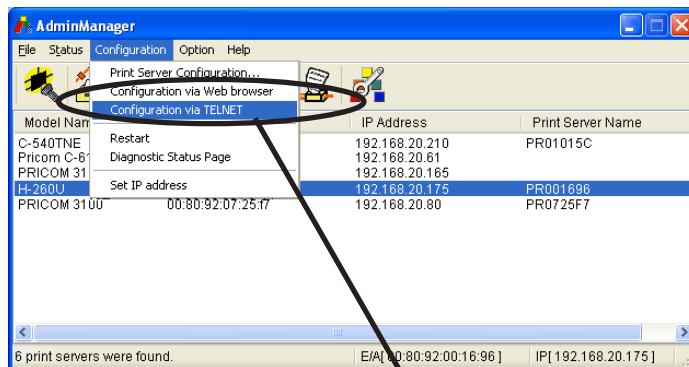 AdminManager
File Status Configuration Option Help
Print Server Configuration...
Configuration via Web browser
Configuration via TELNET
Restart
Diagnostic Status Page
Set IP address
Model Nam IP Address Print Server Name
C-540TNE 192.168.20.210 PR01015C
Pricom C-61 192.168.20.61
PRICOM 31 192.168.20.165
H-260U 192.168.20.175 PR001696
PRICOM 3100 00:80:92:07:25:f7 192.168.20.80 PR0725F7
6 print servers were found. E/A[00:80:92:00:16:96] IP[192.168.20.175]